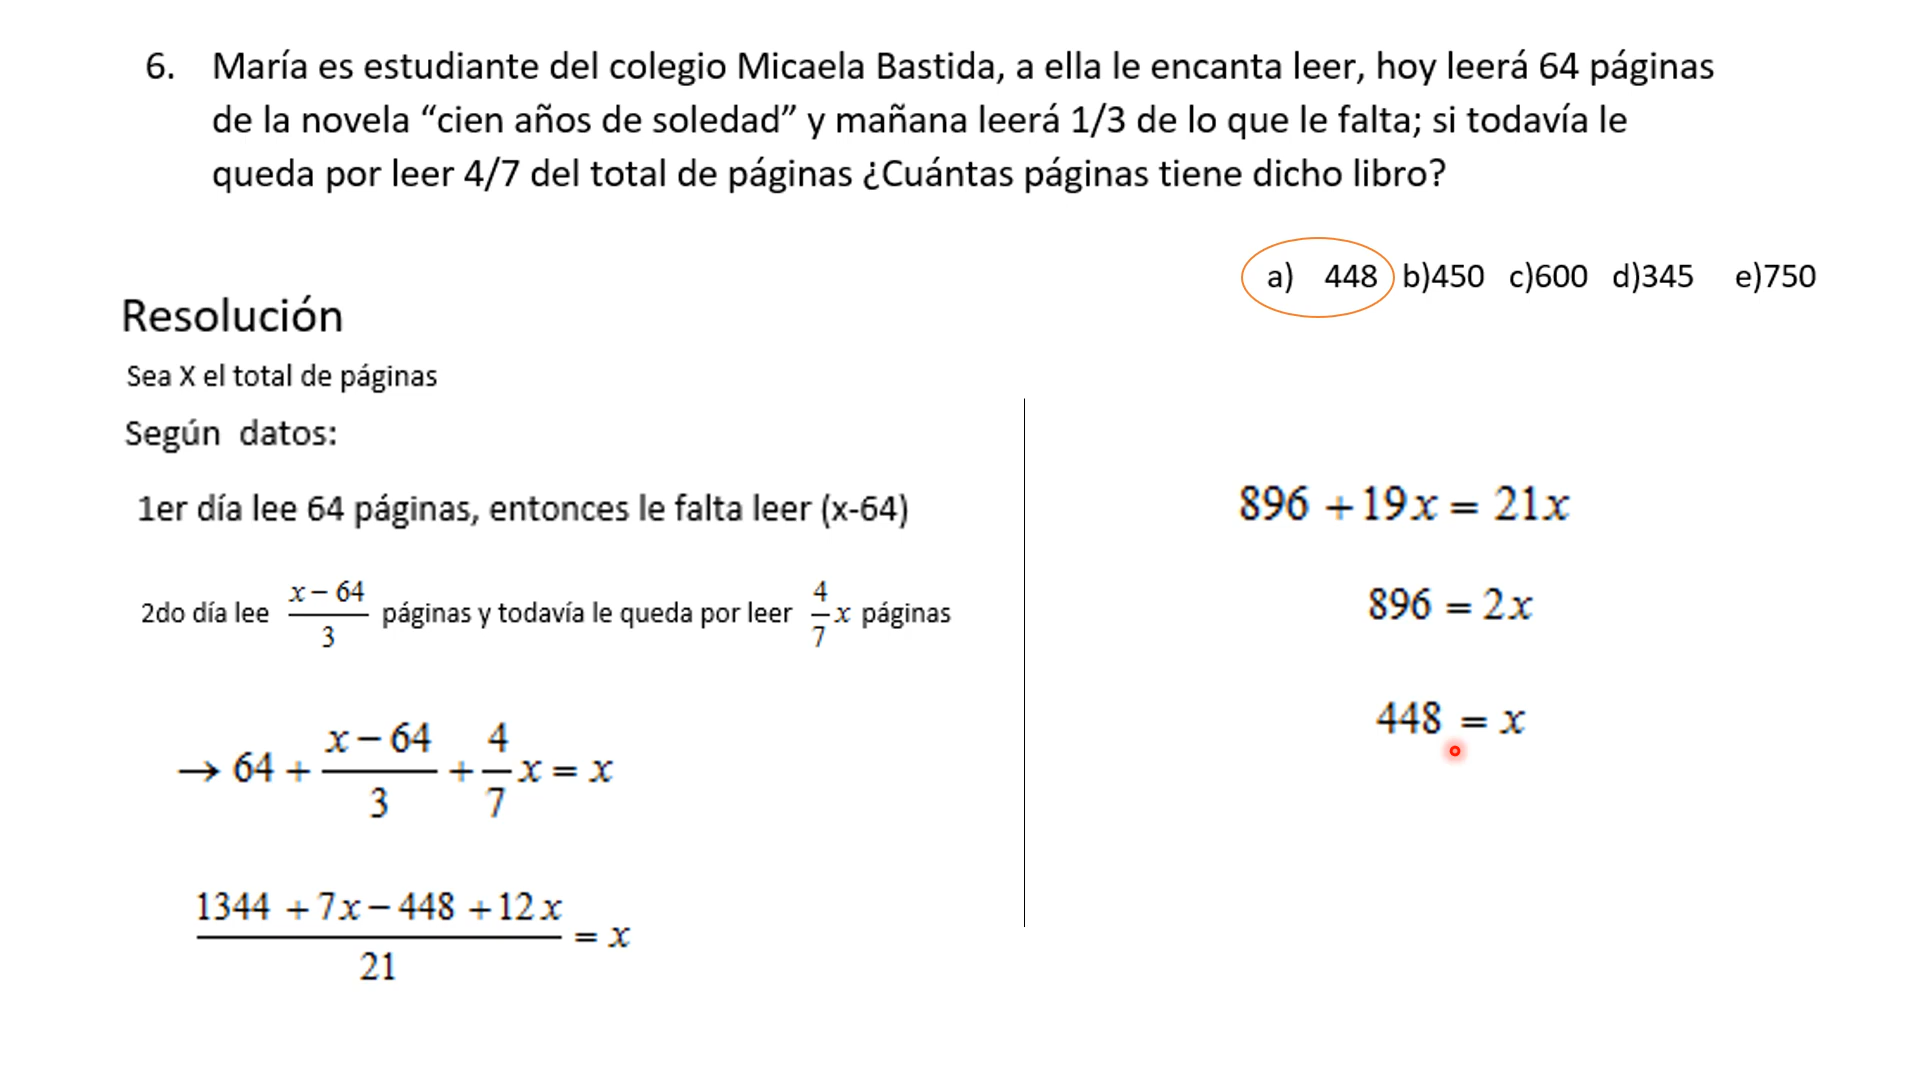 6. María es estudiante del colegio Micaela Bastida, a ella le encanta leer, hoy leerá 64 páginas
de la novela “cien años de soledad” y mañana leerá 1/3 de lo que le falta; si todavía le
queda por leer 4/7 del total de páginas ¿Cuántas páginas tiene dicho libro?
a) 448 b)450 c)600 d)345 e)750
Resolución
Sea X el total de páginas
Según datos:
1er día lee 64 páginas, entonces le falta leer (x-64)
2do día lee (x – 64)/3 páginas y todavía le queda por leer 4/7 x páginas
→ 64 + (x – 64)/3 + 4/7 x = x
(1344 + 7x – 448 + 12x)/21 = x
896 + 19x = 21x
896 = 2x
448 = x